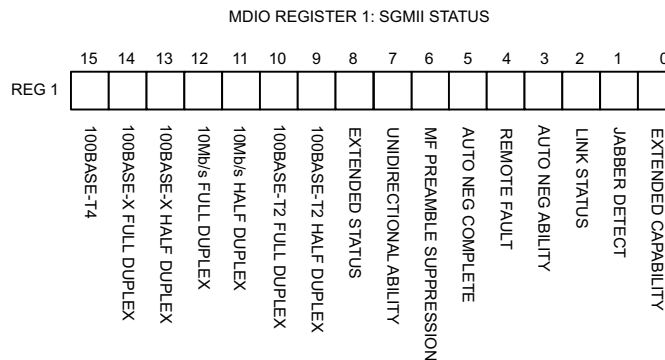 MDIO REGISTER 1: SGMII STATUS
15 14 13 12 11 10 9 8 7 6 5 4 3 2 1 0
REG 1
100BASE-T4
100BASE-X FULL DUPLEX
100BASE-X HALF DUPLEX
10Mb/s FULL DUPLEX
10Mb/s HALF DUPLEX
100BASE-T2 FULL DUPLEX
100BASE-T2 HALF DUPLEX
EXTENDED STATUS
UNIDIRECTIONAL ABILITY
MF PREAMBLE SUPPRESSION
AUTO NEG COMPLETE
REMOTE FAULT
AUTO NEG ABILITY
LINK STATUS
JABBER DETECT
EXTENDED CAPABILITY